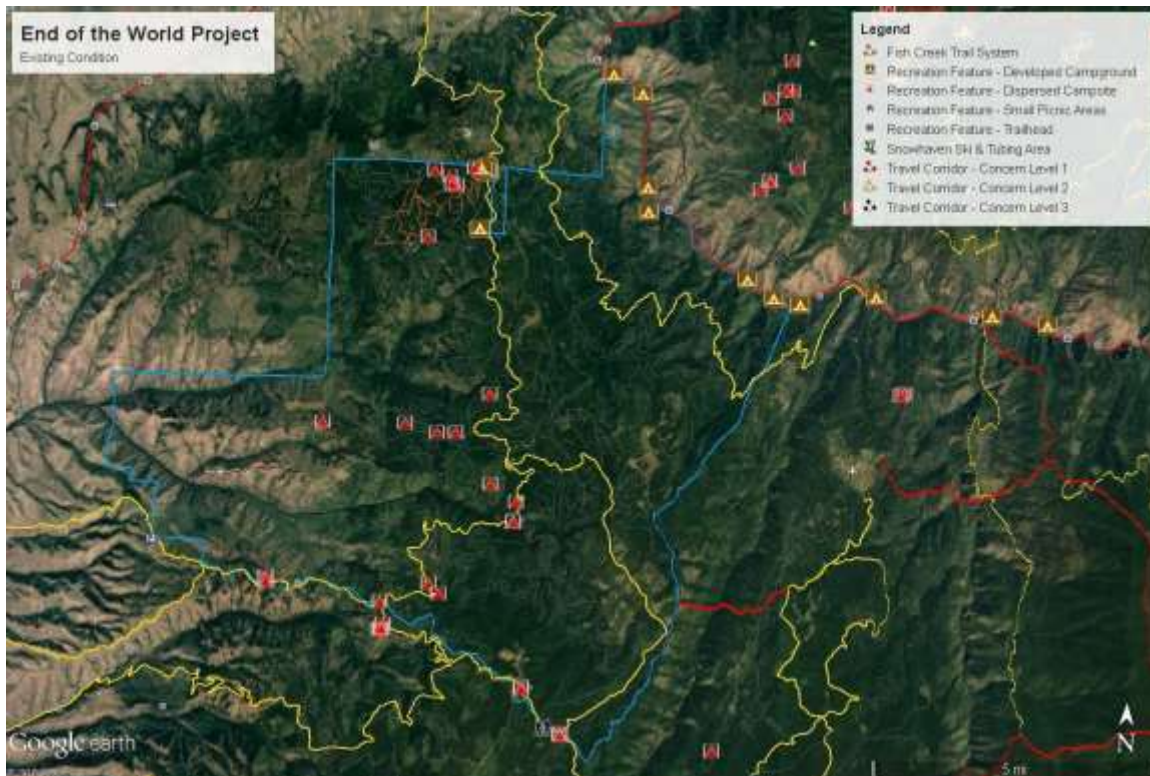 End of the World Project
Existing Condition
Legend
Fish Creek Trail System
Recreation Feature - Developed Campground
Recreation Feature - Dispersed Campsite
Recreation Feature - Small Picnic Areas
Recreation Feature - Trailhead
Snowhaven Ski & Tubing Area
Travel Corridor - Concern Level 1
Travel Corridor - Concern Level 2
Travel Corridor - Concern Level 3
Google earth
N
5 mi